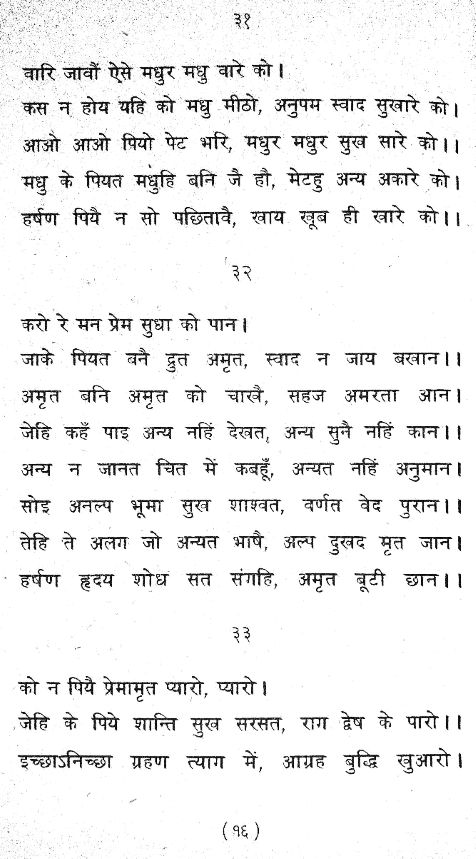 ३१
वारि जावौं ऐसे मधुर मधु वारे को।
कस न होय यहि को मधु मीठो, अनुपम स्वाद सुखारे को।
आओ आओ पियो पेट भरि, मधुर मधुर सुख सारे को।।
मधु के पियत मधुहि बनि जै हौ, मेटहु अन्य अकारे को।
हर्षण पियै न सो पछितावै, खाय खूब ही खारे को।।
३२
करो रे मन प्रेम सुधा को पान।
जाके पियत बनै द्रुत अमृत, स्वाद न जाय बखान।।
अमृत बनि अमृत को चाखै, सहज अमरता आन।
जेहि कहँ पाइ अन्य नहिं देखत, अन्य सुनै नहिं कान।।
अन्य न जानत चित में कबहूँ, अन्यत नहिं अनुमान।
सोइ अनल्प भूमा सुख शाश्वत, वर्णत वेद पुरान।।
तेहि ते अलग जो अन्यत भाषै, अल्प दुखद मृत जान।
हर्षण हृदय शोध सत संगहि, अमृत बूटी छान।।
३३
को न पियै प्रेमामृत प्यारो, प्यारो।
जेहि के पिये शान्ति सुख सरसत, राग द्वेष के पारो।।
इच्छाऽनिच्छा ग्रहण त्याग में, आग्रह बुद्धि खुआरो।
(१६)